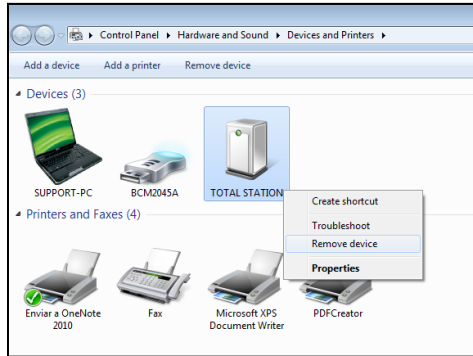 Control Panel Hardware and Sound Devices and Printers
Add a device Add a printer Remove device
Devices (3)
SUPPORT-PC BCM2045A TOTAL STATION
Create shortcut
Troubleshoot
Remove device
Properties
Printers and Faxes (4)
Enviar a OneNote
2010
Fax
Microsoft XPS
Document Writer
PDFCreator